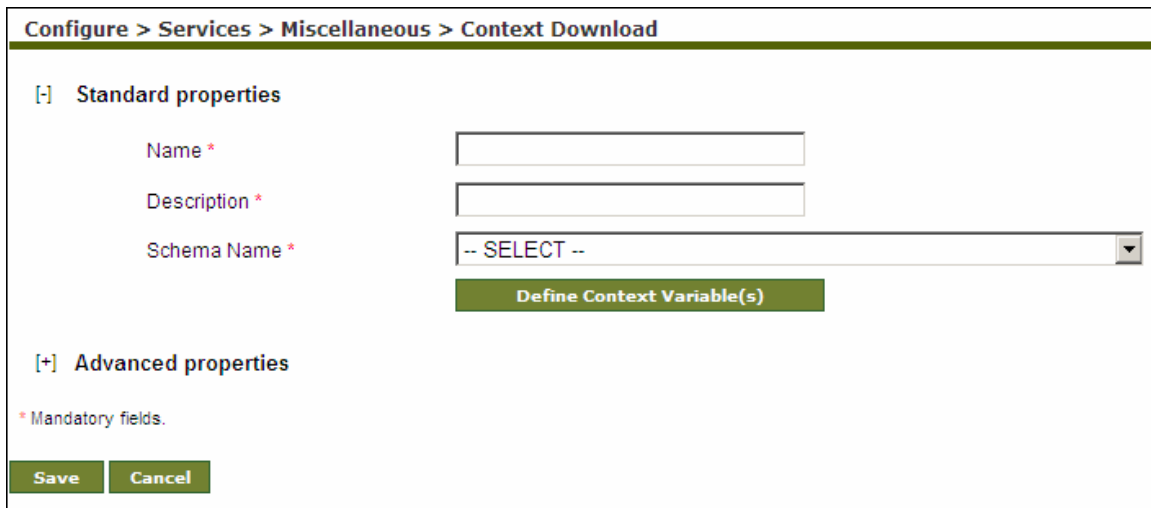 Configure > Services > Miscellaneous > Context Download
[-] Standard properties
Name *
Description *
Schema Name * -- SELECT --
Define Context Variable(s)
[+] Advanced properties
* Mandatory fields.
Save Cancel